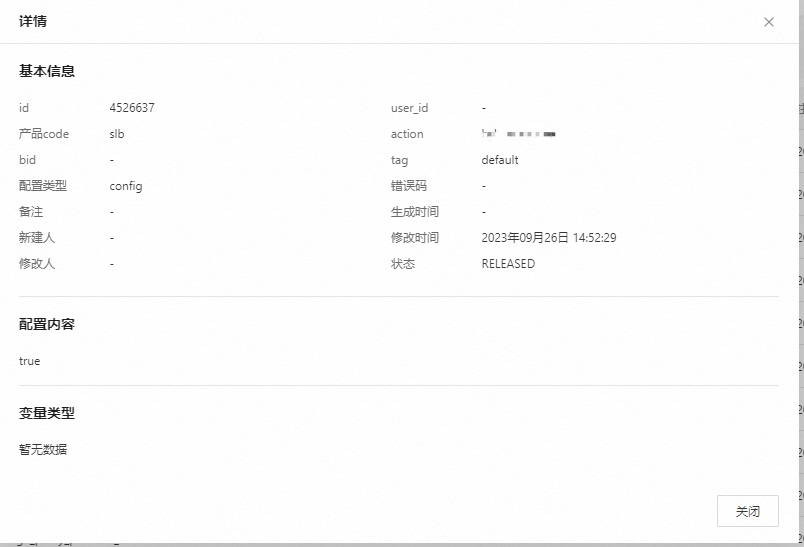 详情
基本信息
id 4526637 user_id -
产品code slb action
bid - tag default
配置类型 config 错误码 -
备注 - 生成时间 -
新建人 - 修改时间 2023年09月26日 14:52:29
修改人 - 状态 RELEASED
配置内容
true
变量类型
暂无数据
关闭